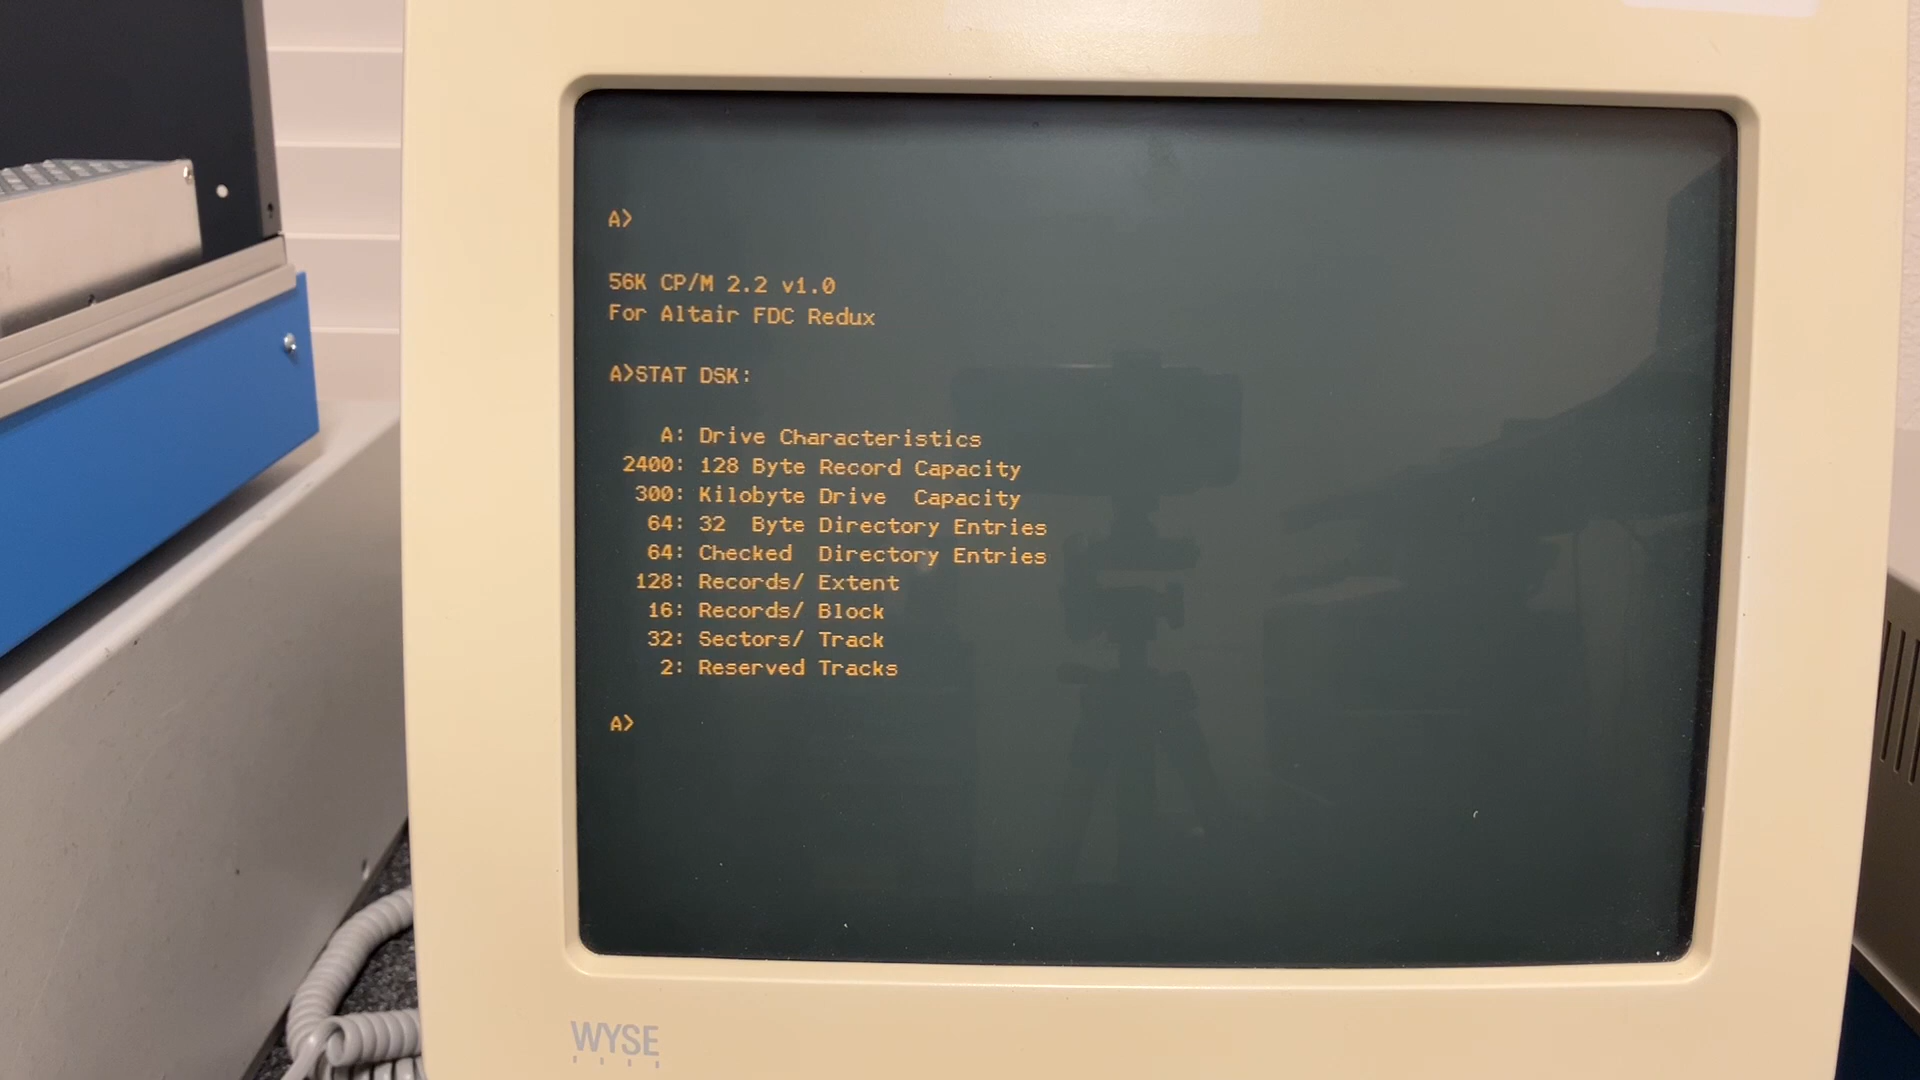 A>
56K CP/M 2.2 v1.0
For Altair FDC Redux
A>STAT DSK:
A: Drive Characteristics
2400: 128 Byte Record Capacity
300: Kilobyte Drive  Capacity
64: 32  Byte Directory Entries
64: Checked  Directory Entries
128: Records/ Extent
16: Records/ Block
32: Sectors/ Track
2: Reserved Tracks
A>
WYSE